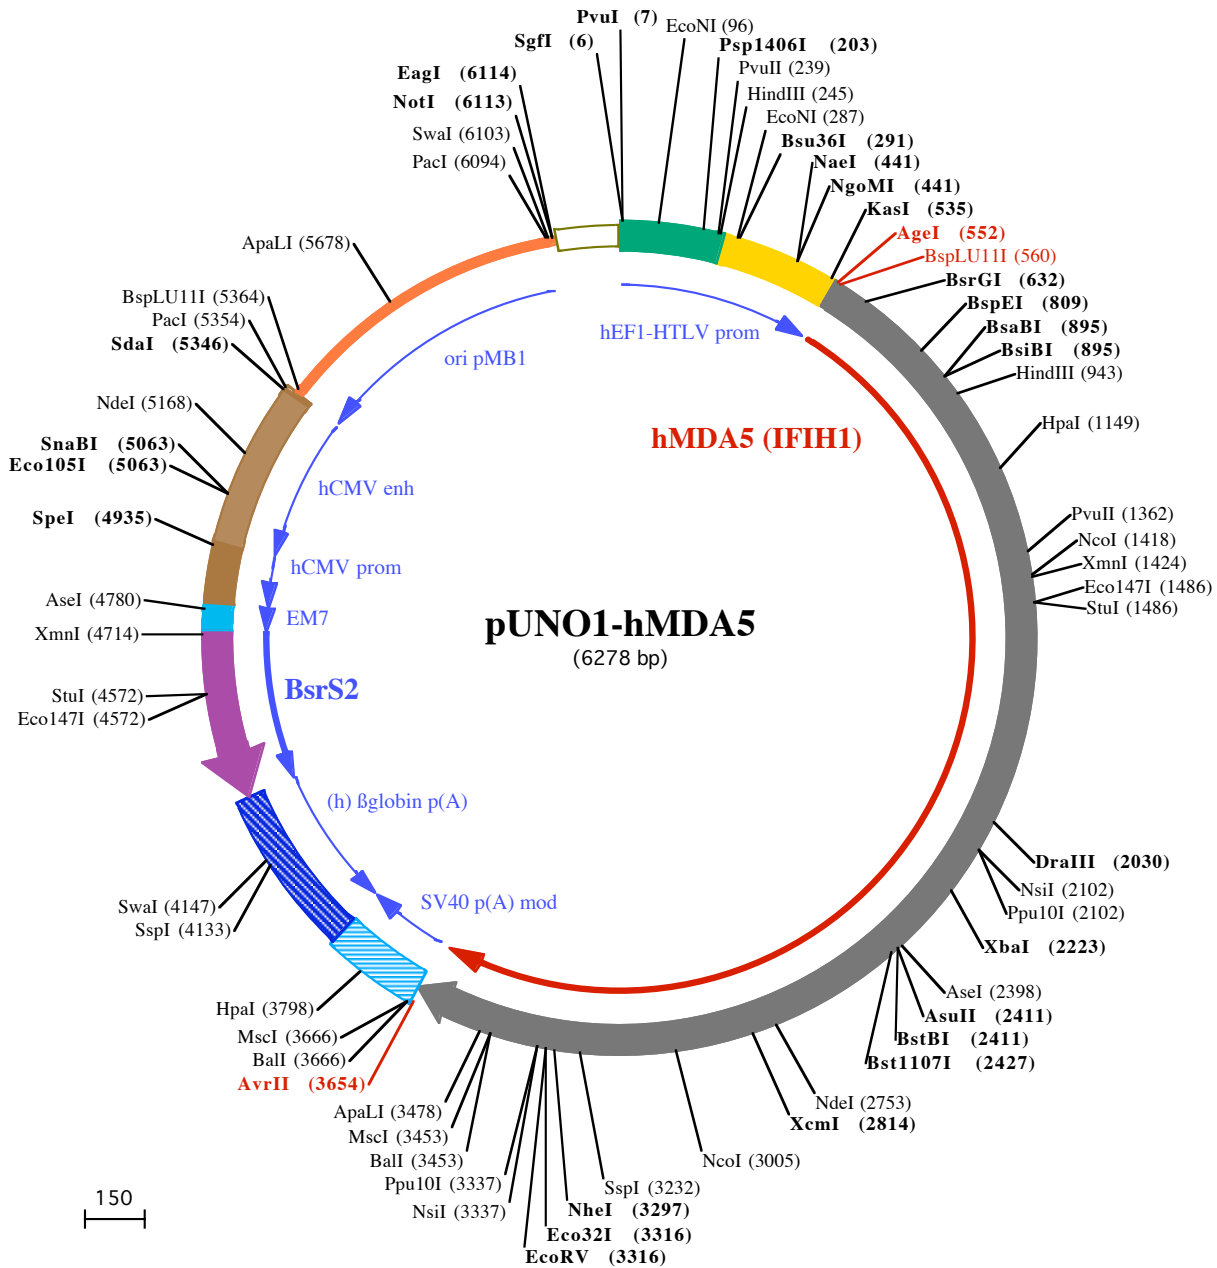 PvuI (7)
EcoNI (96)
SgfI (6)
Psp1406I (203)
EagI (6114)
PvuII (239)
NotI (6113)
HindIII (245)
SwaI (6103)
EcoNI (287)
PacI (6094)
Bsu36I (291)
NaeI (441)
NgoMI (441)
KasI (535)
AgeI (552)
ApaLI (5678)
BspLU11I (560)
BsrGI (632)
BspLU11I (5364)
BspEI (809)
PacI (5354)
BsaBI (895)
SdaI (5346)
BsiBI (895)
HindIII (943)
NdeI (5168)
HpaI (1149)
SnaBI (5063)
Eco105I (5063)
SpeI (4935)
PvuII (1362)
NcoI (1418)
XmnI (1424)
Eco147I (1486)
StuI (1486)
AseI (4780)
XmnI (4714)
StuI (4572)
Eco147I (4572)
hEF1-HTLV prom
ori pMB1
hMDA5 (IFIH1)
hCMV enh
hCMV prom
EM7
pUNO1-hMDA5
(6278 bp)
BsrS2
(h) ßglobin p(A)
SV40 p(A) mod
DraIII (2030)
NsiI (2102)
Ppu10I (2102)
XbaI (2223)
SwaI (4147)
SspI (4133)
AseI (2398)
AsuII (2411)
BstBI (2411)
Bst1107I (2427)
HpaI (3798)
MscI (3666)
BalI (3666)
AvrII (3654)
NdeI (2753)
XcmI (2814)
ApaLI (3478)
MscI (3453)
BalI (3453)
NcoI (3005)
Ppu10I (3337)
SspI (3232)
NsiI (3337)
NheI (3297)
Eco32I (3316)
EcoRV (3316)
150